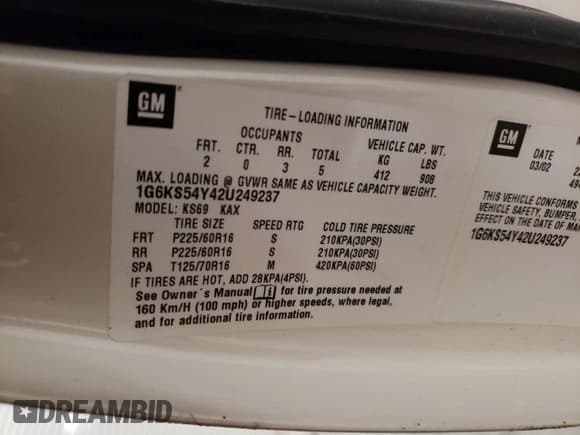 GM
TIRE-LOADING INFORMATION
OCCUPANTS VEHICLE CAP. WT.
FRT. CTR. RR. TOTAL KG LBS
2 0 3 5 412 908
MAX. LOADING @ GVWR SAME AS VEHICLE CAPACITY WEIGHT.
1G6KS54Y42U249237
MODEL: KS69 KAX
TIRE SIZE SPEED RTG COLD TIRE PRESSURE
FRT P225/60R16 S 210KPA(30PSI)
RR P225/60R16 S 210KPA(30PSI)
SPA T125/70R16 M 420KPA(60PSI)
IF TIRES ARE HOT, ADD 28KPA(4PSI).
See Owner's Manual for tire pressure needed at
160 Km/H (100 mph) or higher speeds, where legal,
and for additional tire information.
GM
DATE
03/02
THIS VEHICLE CONFORMS TO
VEHICLE SAFETY, BUMPER
EFFECT ON THE DATE OF MAN
1G6KS54Y42U249237
DREAMBID